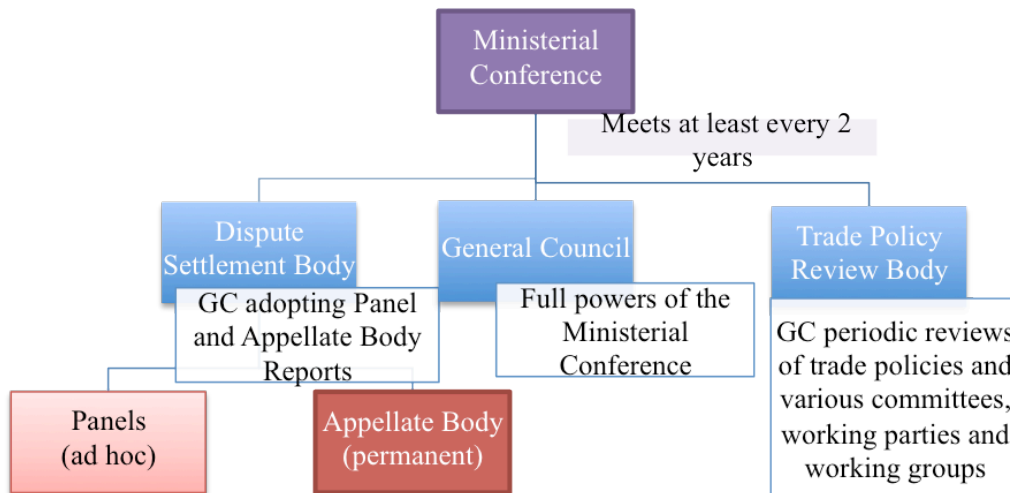 Ministerial
Conference
Meets at least every 2
years
Dispute
Settlement Body
General Council
Trade Policy
Review Body
GC adopting Panel
and Appellate Body
Reports
Full powers of the
Ministerial
Conference
GC periodic reviews
of trade policies and
various committees,
working parties and
working groups
Panels
(ad hoc)
Appellate Body
(permanent)